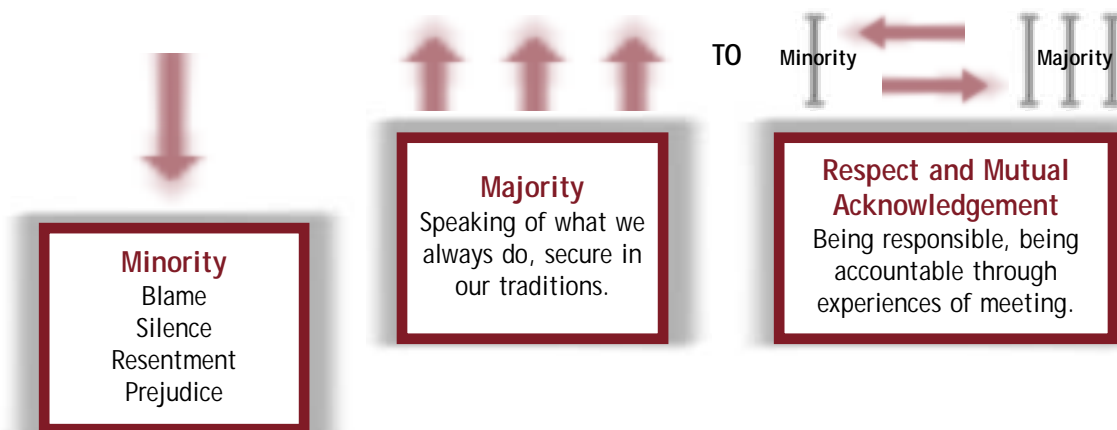 TO
Minority
Majority
Minority
Blame
Silence
Resentment
Prejudice
Majority
Speaking of what we
always do, secure in
our traditions.
Respect and Mutual
Acknowledgement
Being responsible, being
accountable through
experiences of meeting.